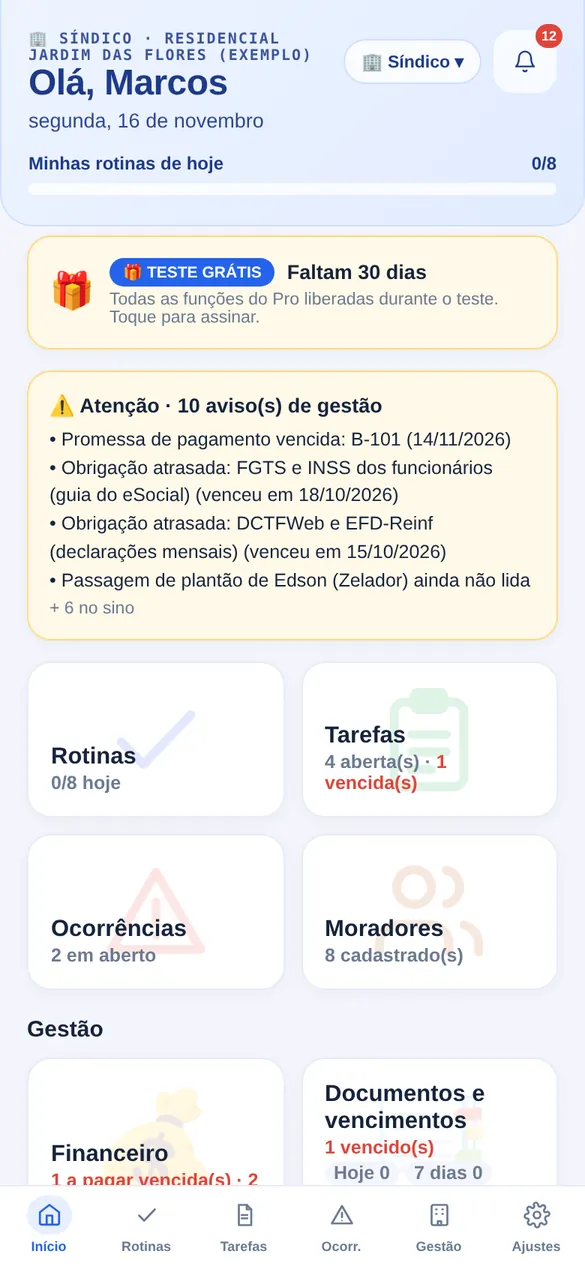 🏢 SÍNDICO · RESIDENCIAL
JARDIM DAS FLORES (EXEMPLO)
Olá, Marcos
segunda, 16 de novembro
🏢 Síndico ▾
12
Minhas rotinas de hoje 0/8
🎁 TESTE GRÁTIS Faltam 30 dias
Todas as funções do Pro liberadas durante o teste.
Toque para assinar.
⚠️ Atenção · 10 aviso(s) de gestão
• Promessa de pagamento vencida: B-101 (14/11/2026)
• Obrigação atrasada: FGTS e INSS dos funcionários
(guia do eSocial) (venceu em 18/10/2026)
• Obrigação atrasada: DCTFWeb e EFD-Reinf
(declarações mensais) (venceu em 15/10/2026)
• Passagem de plantão de Edson (Zelador) ainda não lida
+ 6 no sino
Rotinas
0/8 hoje
Tarefas
4 aberta(s) · 1
vencida(s)
Ocorrências
2 em aberto
Moradores
8 cadastrado(s)
Gestão
Financeiro
1 a pagar vencida(s) · 2
Documentos e
vencimentos
1 vencido(s)
Hoje 0 7 dias 0
Início Rotinas Tarefas Ocorr. Gestão Ajustes